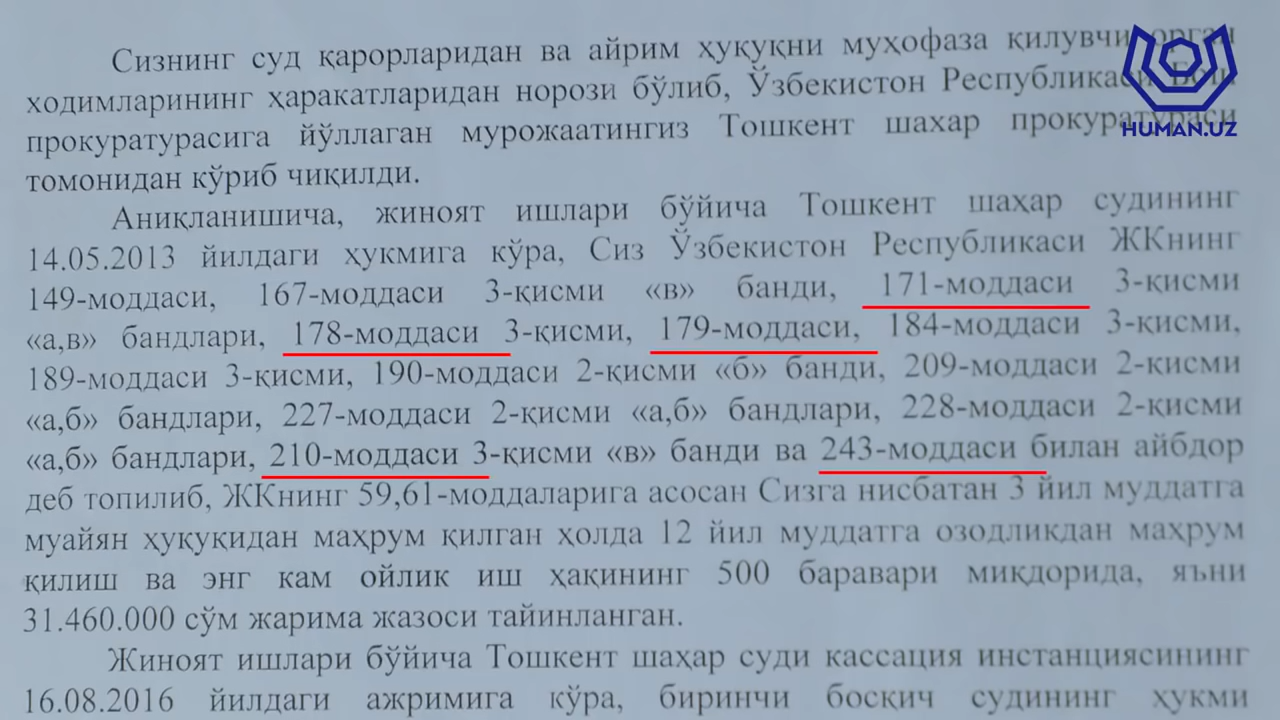 Сизнинг суд қарорларидан ва айрим ҳуқуқни муҳофаза қилувчи орган
ходимларининг ҳаракатларидан норози бўлиб, Ўзбекистон Республикаси Бош
прокуратурасига йўллаган мурожаатингиз Тошкент шахар прокуратураси
томонидан кўриб чиқилди.
Аниқланишича, жиноят ишлари бўйича Тошкент шаҳар судининг
14.05.2013 йилдаги ҳукмига кўра, Сиз Ўзбекистон Республикаси ЖКнинг
149-моддаси, 167-моддаси 3-қисми «в» банди, 171-моддаси 3-қисми
«а,в» бандлари, 178-моддаси 3-қисми, 179-моддаси, 184-моддаси 3-қисми,
189-моддаси 3-қисми, 190-моддаси 2-қисми «б» банди, 209-моддаси 2-қисми
«а,б» бандлари, 227-моддаси 2-қисми «а,б» бандлари, 228-моддаси 2-қисми
«а,б» бандлари, 210-моддаси 3-қисми «в» банди ва 243-моддаси билан айбдор
деб топилиб, ЖКнинг 59,61-моддаларига асосан Сизга нисбатан 3 йил муддатга
муайян ҳуқуқидан маҳрум қилган ҳолда 12 йил муддатга озодликдан маҳрум
қилиш ва энг кам ойлик иш ҳақининг 500 баравари миқдорида, яъни
31.460.000 сўм жарима жазоси тайинланган.
Жиноят ишлари бўйича Тошкент шаҳар суди кассация инстанциясининг
16.08.2016 йилдаги ажримига кўра, биринчи босқич судининг ҳукми
HUMAN.UZ